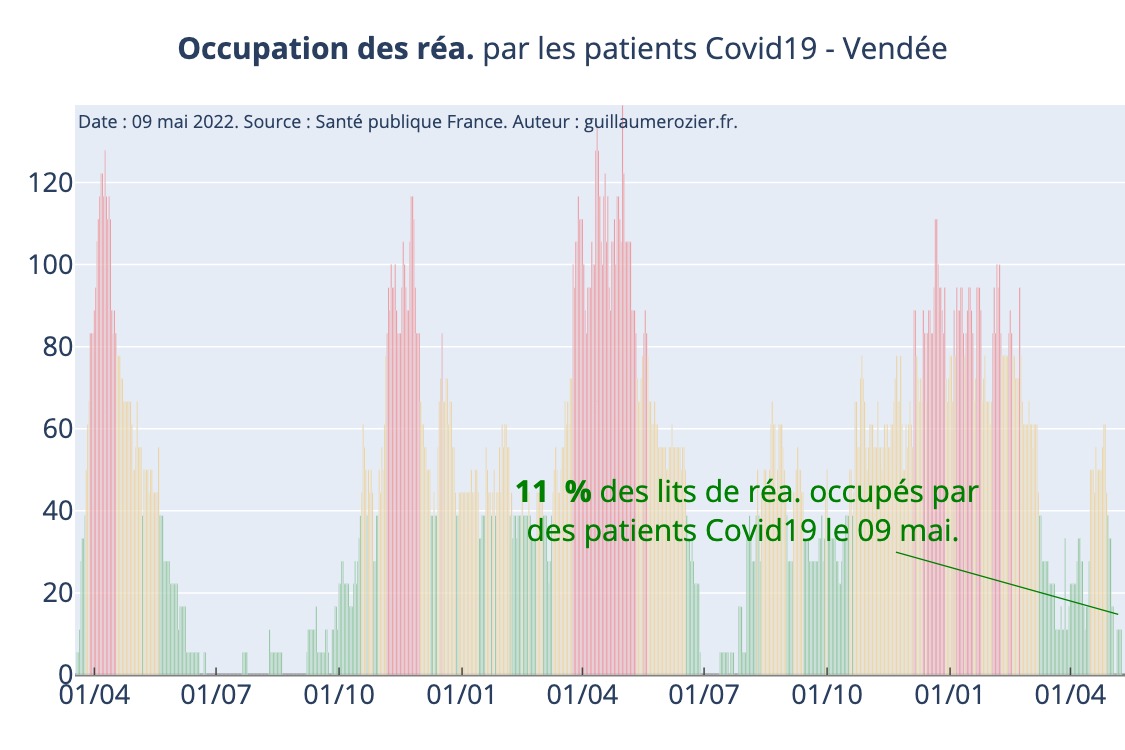 Occupation des réa. par les patients Covid19 - Vendée
Date : 09 mai 2022. Source : Santé publique France. Auteur : guillaumerozier.fr.
120
100
80
60
40
20
0
11 % des lits de réa. occupés par
des patients Covid19 le 09 mai.
01/04 01/07 01/10 01/01 01/04 01/07 01/10 01/01 01/04